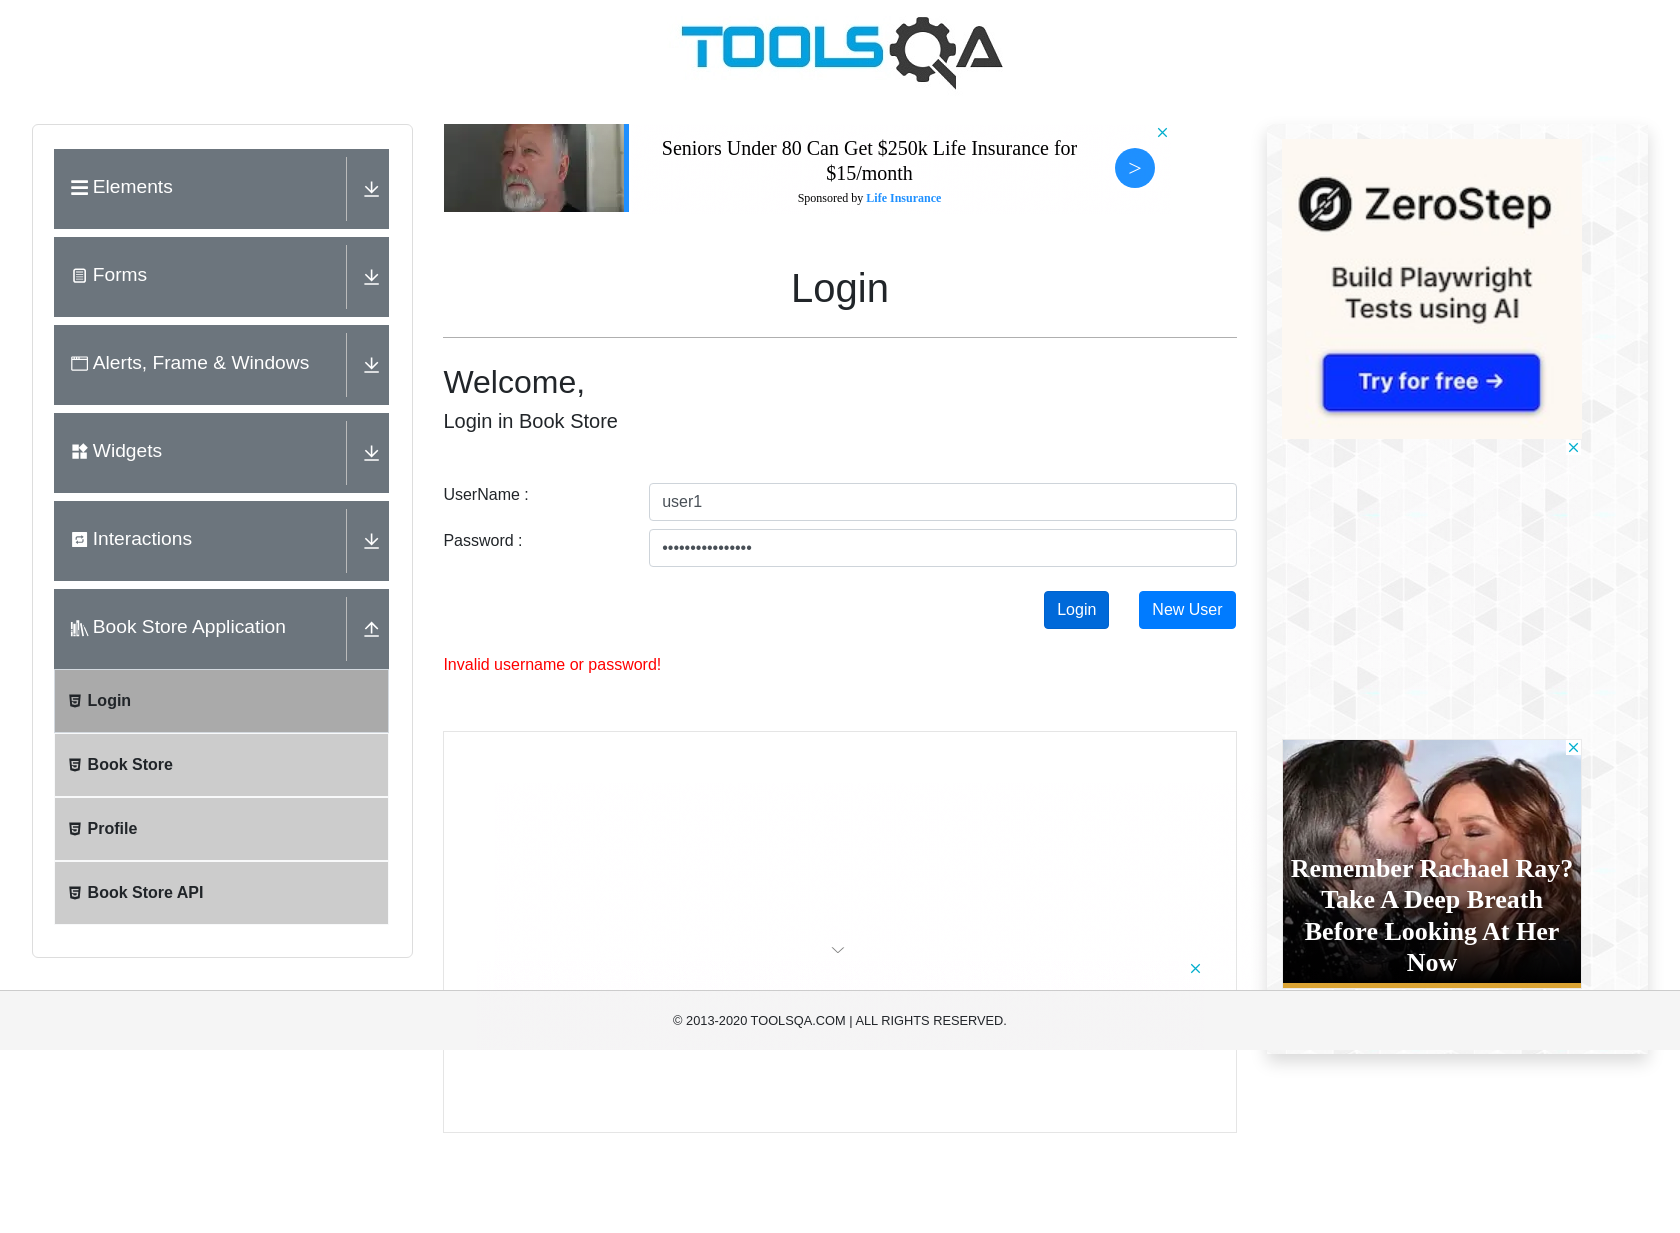 TOOLSQA
Elements
Forms
Alerts, Frame & Windows
Widgets
Interactions
Book Store Application
Login
Book Store
Profile
Book Store API
Seniors Under 80 Can Get $250k Life Insurance for
$15/month
Sponsored by Life Insurance
>
Login
Welcome,
Login in Book Store
UserName :
user1
Password :
••••••••••••••••
Login
New User
Invalid username or password!
ZeroStep
Build Playwright
Tests using AI
Try for free →
Remember Rachael Ray?
Take A Deep Breath
Before Looking At Her
Now
© 2013-2020 TOOLSQA.COM | ALL RIGHTS RESERVED.